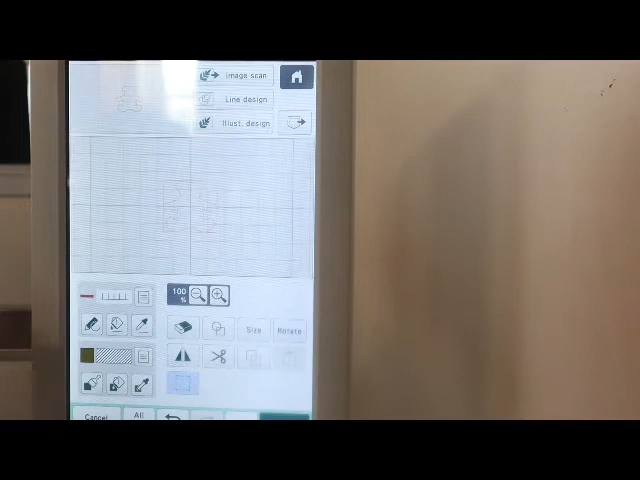 Image scan
Line design
Illust. design
100
%
Size
Rotate
Cancel
All